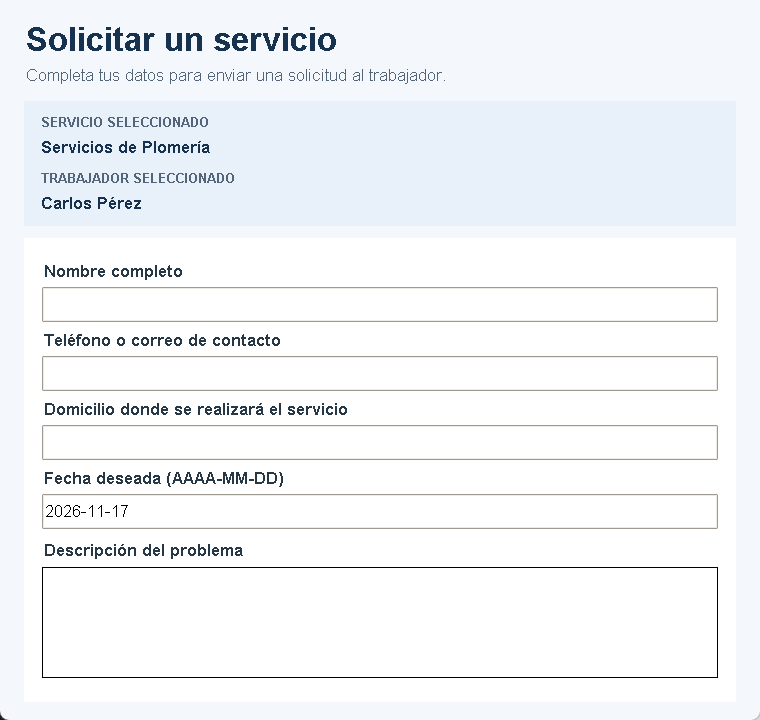 Solicitar un servicio
Completa tus datos para enviar una solicitud al trabajador.
SERVICIO SELECCIONADO
Servicios de Plomería
TRABAJADOR SELECCIONADO
Carlos Pérez
Nombre completo
Teléfono o correo de contacto
Domicilio donde se realizará el servicio
Fecha deseada (AAAA-MM-DD)
2026-11-17
Descripción del problema